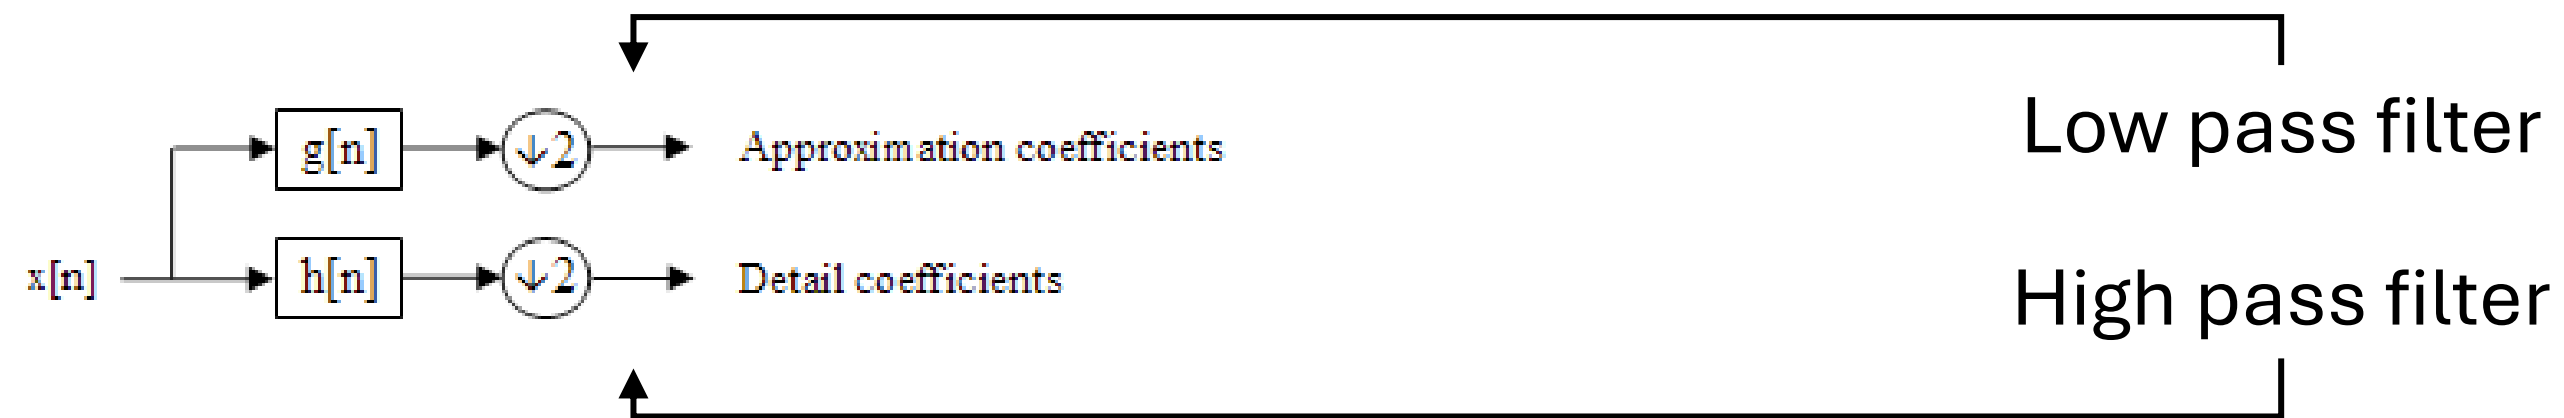 g[n] ↓2 Approximation coefficients
Low pass filter
x[n] h[n] ↓2 Detail coefficients
High pass filter